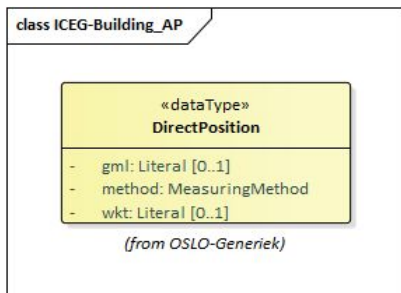 class ICEG-Building_AP
«dataType»
DirectPosition
- gml: Literal [0..1]
- method: MeasuringMethod
- wkt: Literal [0..1]
(from OSLO-Generiek)